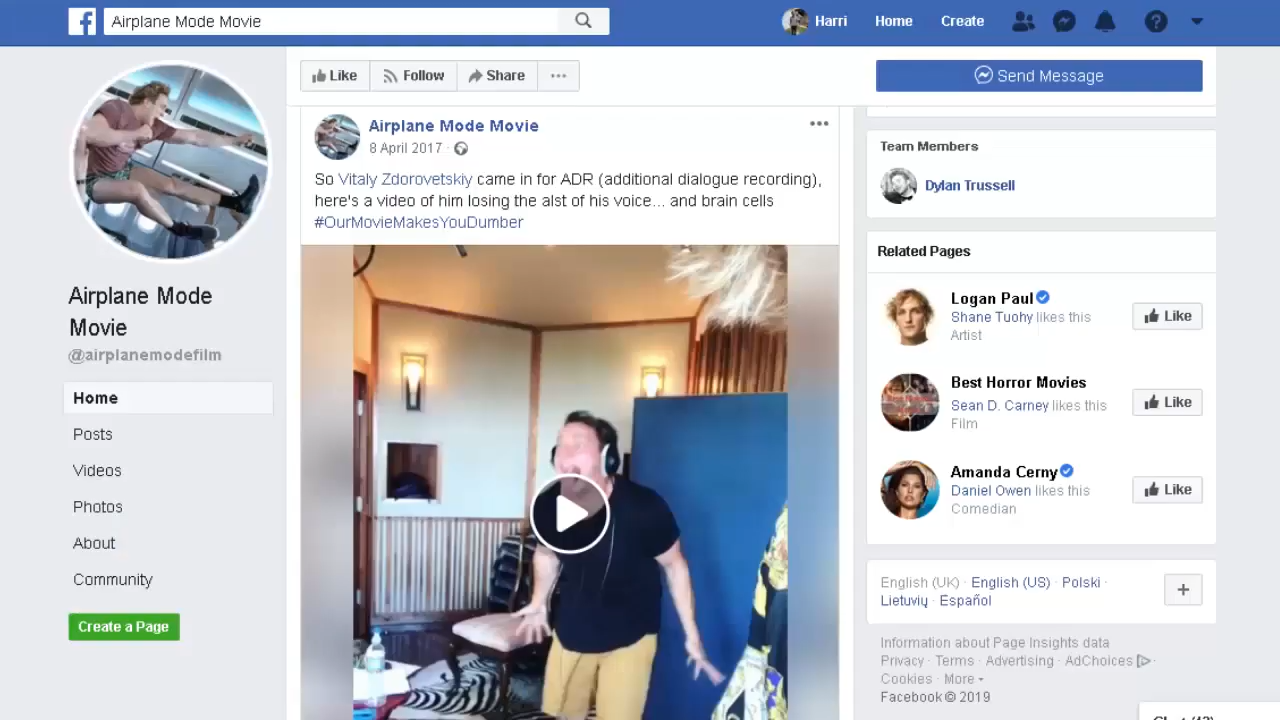 Airplane Mode Movie
Harri
Home
Create
Like
Follow
Share
Send Message
Airplane Mode Movie
@airplanemodefilm
Home
Posts
Videos
Photos
About
Community
Create a Page
Airplane Mode Movie
8 April 2017 ·
So Vitaly Zdorovetskiy came in for ADR (additional dialogue recording),
here's a video of him losing the alst of his voice... and brain cells
#OurMovieMakesYouDumber
Team Members
Dylan Trussell
Related Pages
Logan Paul
Shane Tuohy likes this
Artist
Like
Best Horror Movies
Sean D. Carney likes this
Film
Like
Amanda Cerny
Daniel Owen likes this
Comedian
Like
English (UK) · English (US) · Polski ·
Lietuvių · Español
Information about Page Insights data
Privacy · Terms · Advertising · AdChoices ·
Cookies · More
Facebook © 2019